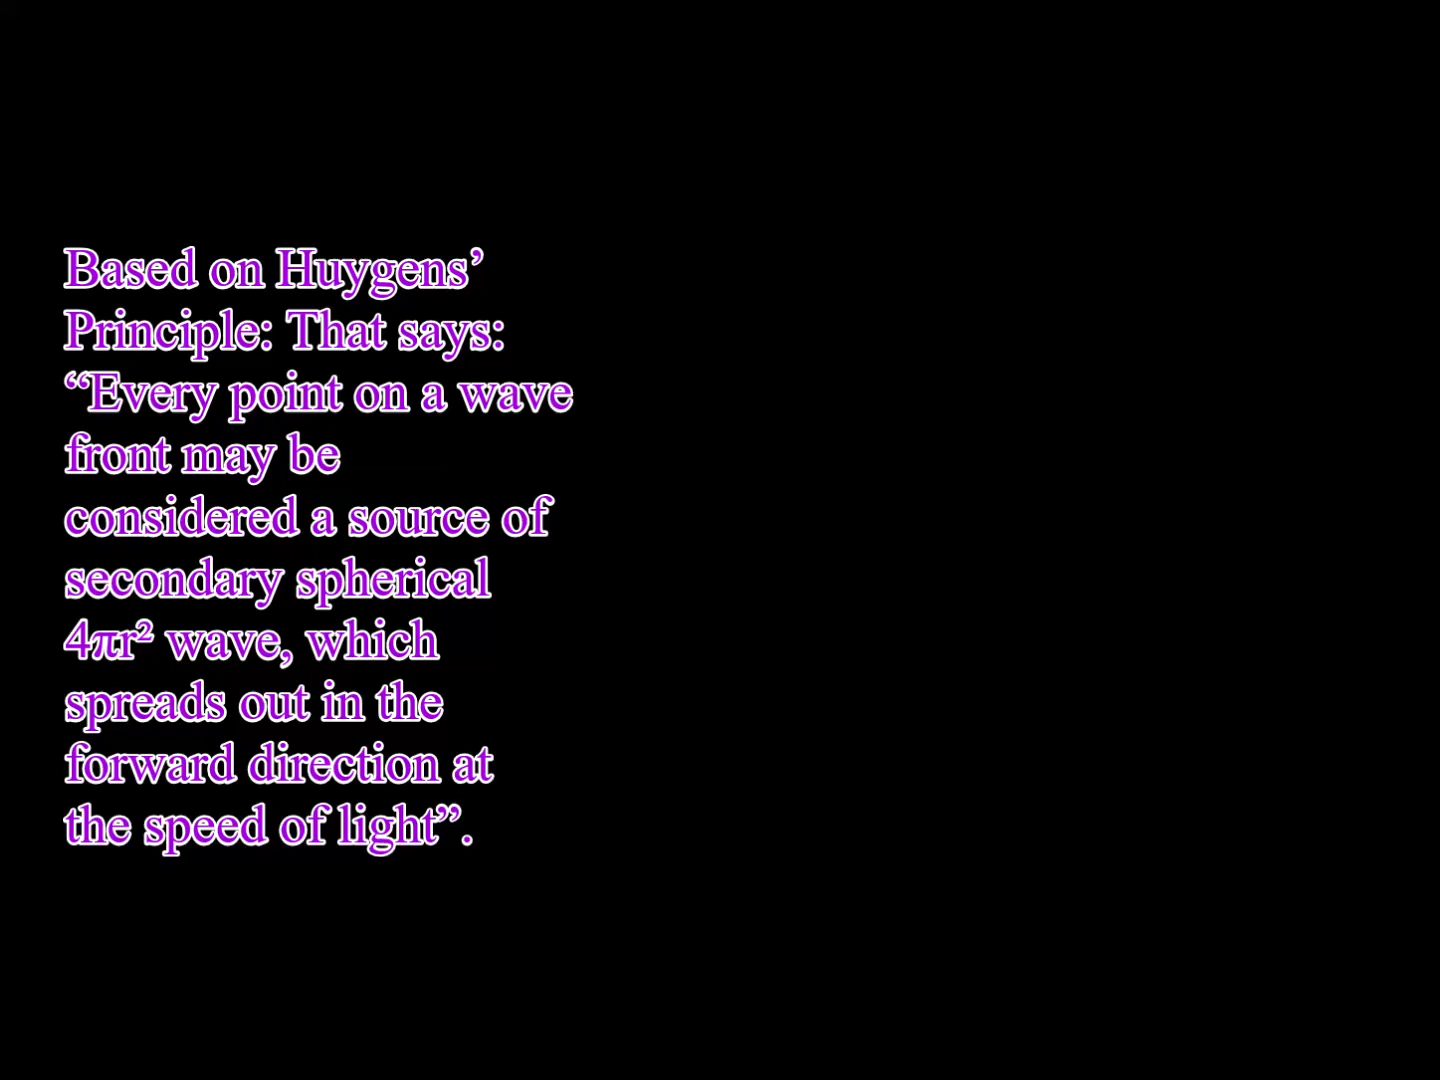 Based on Huygens’
Principle: That says:
“Every point on a wave
front may be
considered a source of
secondary spherical
4πr² wave, which
spreads out in the
forward direction at
the speed of light”.